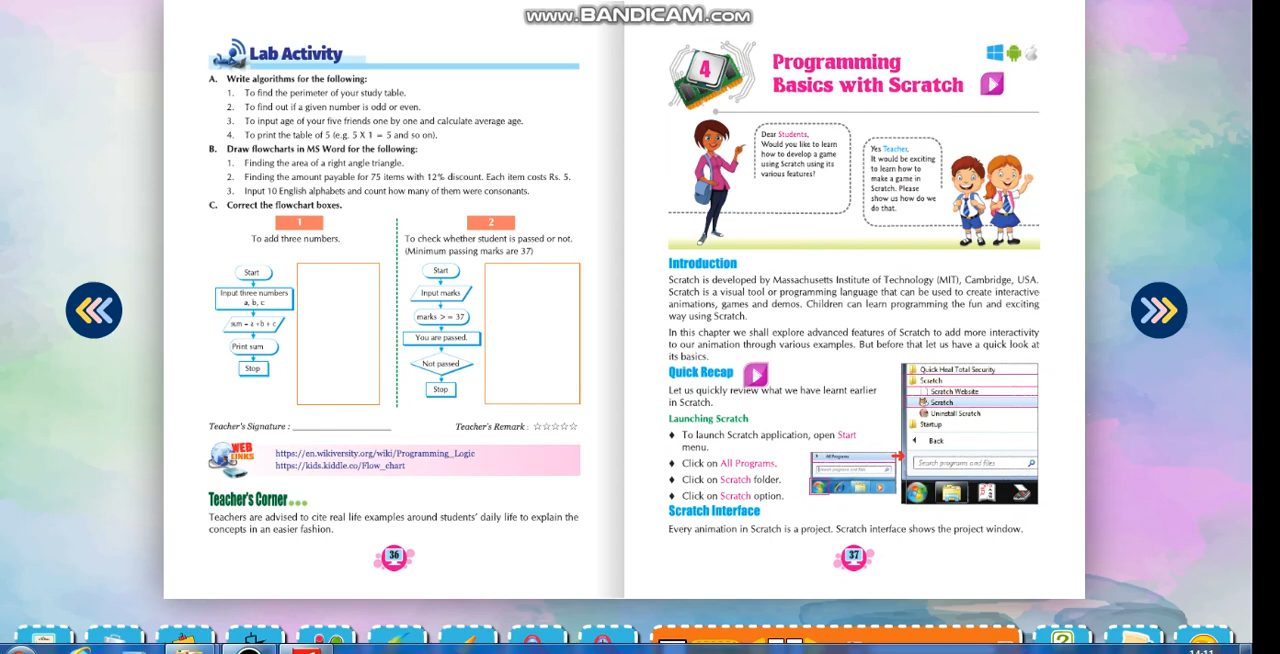 www.BANDICAM.com
Lab Activity
A. Write algorithms for the following:
1. To find the perimeter of your study table.
2. To find out if a given number is odd or even.
3. To input age of your five friends one by one and calculate average age.
4. To print the table of 5 (e.g. 5 X 1 = 5 and so on).
B. Draw flowcharts in MS Word for the following:
1. Finding the area of a right angle triangle.
2. Finding the amount payable for 75 items with 12% discount. Each item costs Rs. 5.
3. Input 10 English alphabets and count how many of them were consonants.
C. Correct the flowchart boxes.
1
To add three numbers.
Start
Input three numbers
a, b, c
sum = a +b + c
Print sum
Stop
2
To check whether student is passed or not.
(Minimum passing marks are 37)
Start
Input marks
marks > = 37
You are passed.
Not passed
Stop
Teacher's Signature : ____________________
Teacher's Remark : ☆☆☆☆☆
WEB
LINKS
https://en.wikiversity.org/wiki/Programming_Logic
https://kids.kiddle.co/Flow_chart
Teacher's Corner
Teachers are advised to cite real life examples around students' daily life to explain the
concepts in an easier fashion.
36
4
Programming
Basics with Scratch
Dear Students,
Would you like to learn
how to develop a game
using Scratch using its
various features?
Yes Teacher,
It would be exciting
to learn how to
make a game in
Scratch. Please
show us how do we
do that.
Introduction
Scratch is developed by Massachusetts Institute of Technology (MIT), Cambridge, USA.
Scratch is a visual tool or programming language that can be used to create interactive
animations, games and demos. Children can learn programming the fun and exciting
way using Scratch.
In this chapter we shall explore advanced features of Scratch to add more interactivity
to our animation through various examples. But before that let us have a quick look at
its basics.
Quick Recap
Let us quickly review what we have learnt earlier
in Scratch.
Launching Scratch
♦ To launch Scratch application, open Start
menu.
♦ Click on All Programs.
♦ Click on Scratch folder.
♦ Click on Scratch option.
All Programs
Search programs and files
Quick Heal Total Security
Scratch
Scratch Website
Scratch
Uninstall Scratch
Startup
Back
Search programs and files
Scratch Interface
Every animation in Scratch is a project. Scratch interface shows the project window.
37
14:11